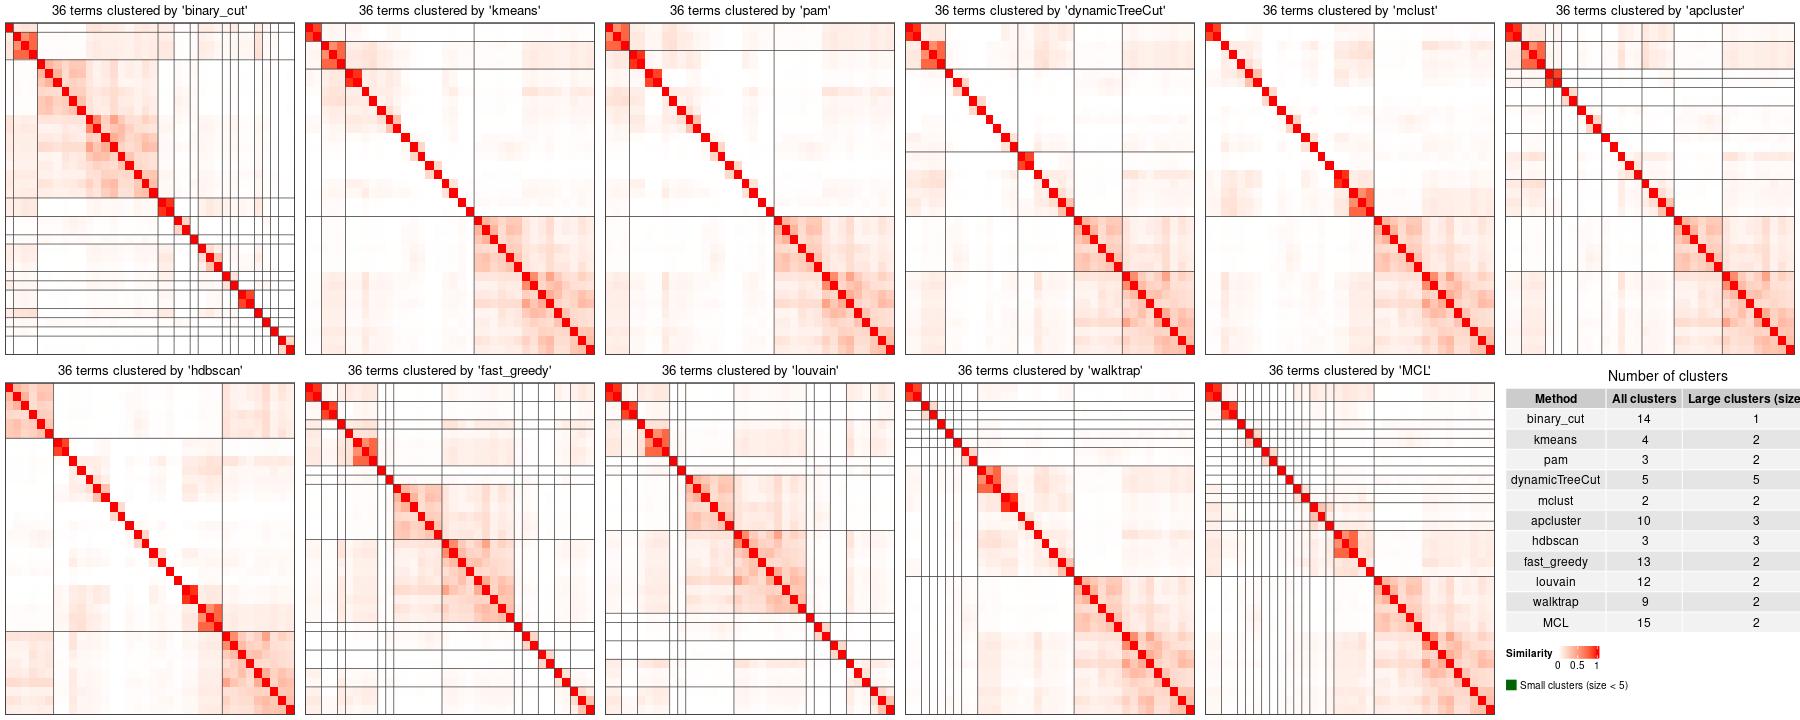 36 terms clustered by 'binary_cut'
36 terms clustered by 'kmeans'
36 terms clustered by 'pam'
36 terms clustered by 'dynamicTreeCut'
36 terms clustered by 'mclust'
36 terms clustered by 'apcluster'
36 terms clustered by 'hdbscan'
36 terms clustered by 'fast_greedy'
36 terms clustered by 'louvain'
36 terms clustered by 'walktrap'
36 terms clustered by 'MCL'
Number of clusters
Method All clusters Large clusters (size
binary_cut 14 1
kmeans 4 2
pam 3 2
dynamicTreeCut 5 5
mclust 2 2
apcluster 10 3
hdbscan 3 3
fast_greedy 13 2
louvain 12 2
walktrap 9 2
MCL 15 2
Similarity
0 0.5 1
Small clusters (size < 5)